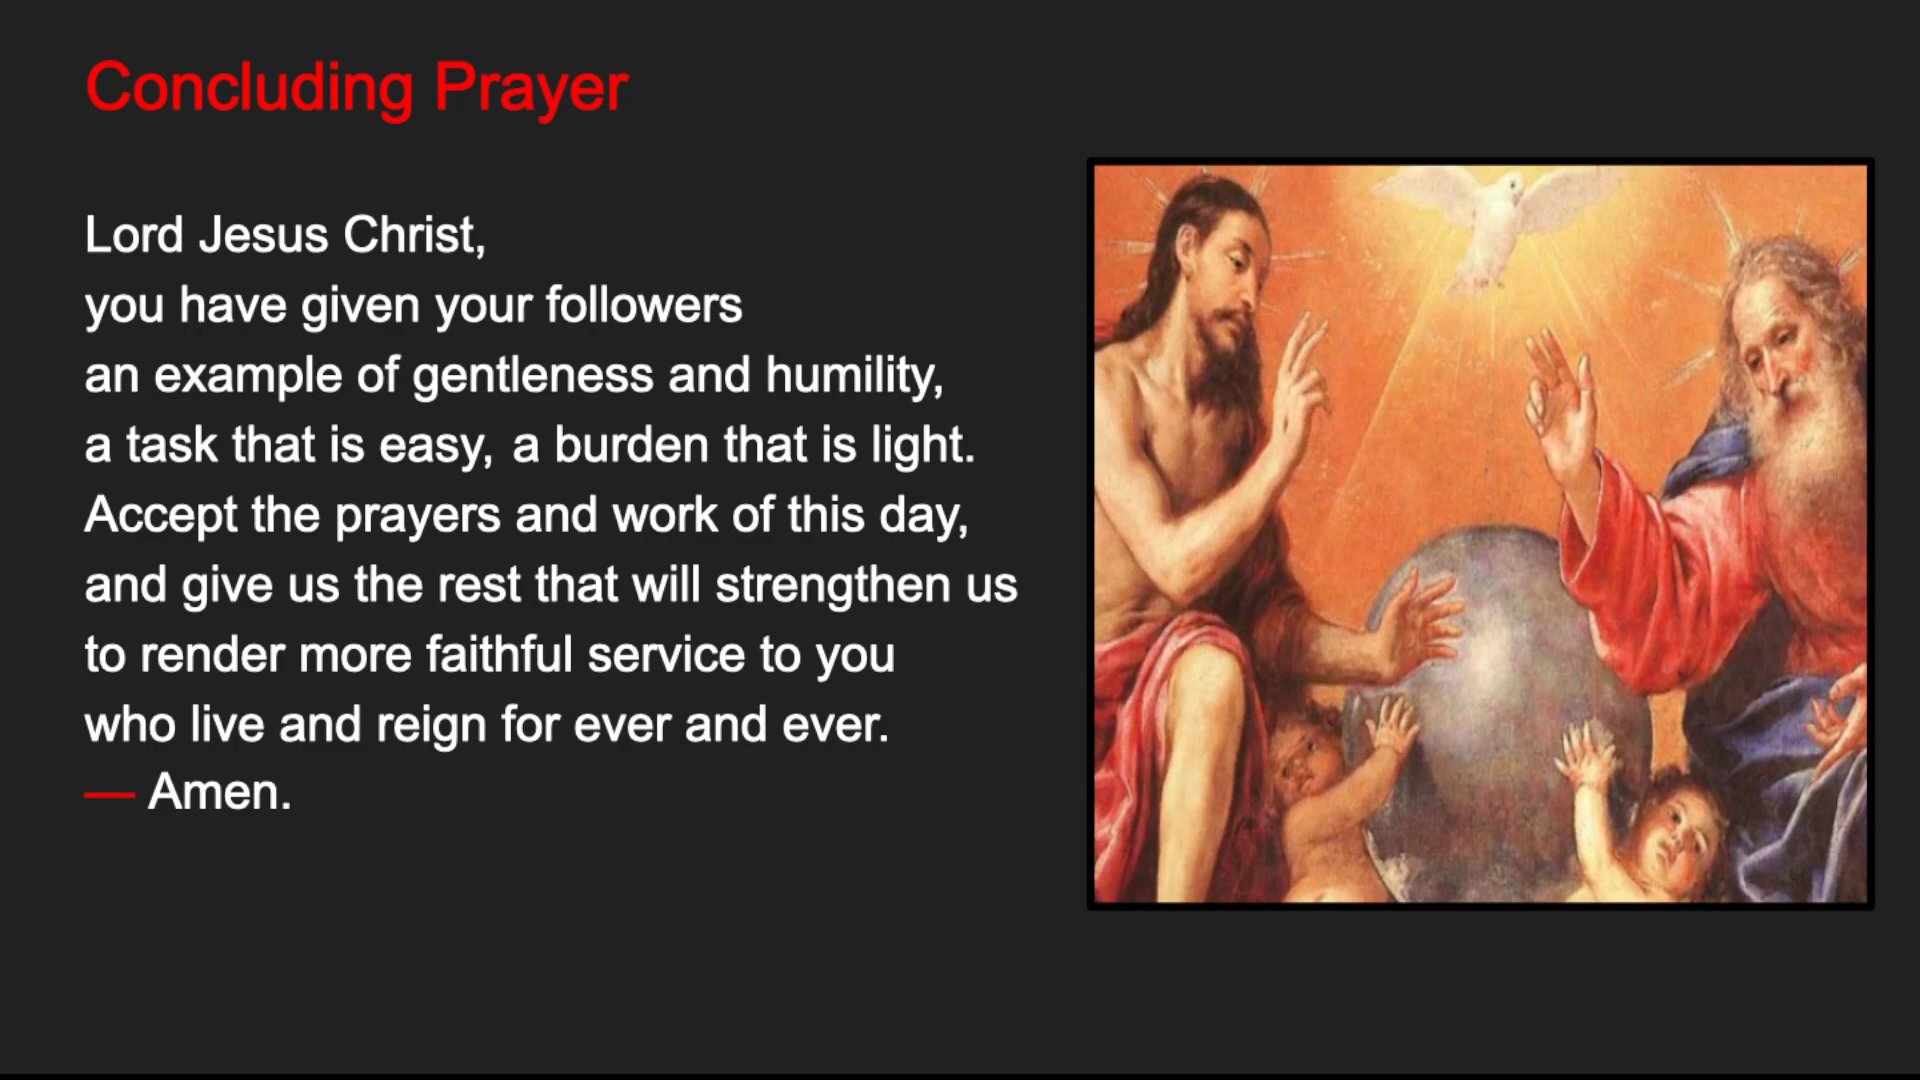 Concluding Prayer
Lord Jesus Christ,
you have given your followers
an example of gentleness and humility,
a task that is easy, a burden that is light.
Accept the prayers and work of this day,
and give us the rest that will strengthen us
to render more faithful service to you
who live and reign for ever and ever.
— Amen.